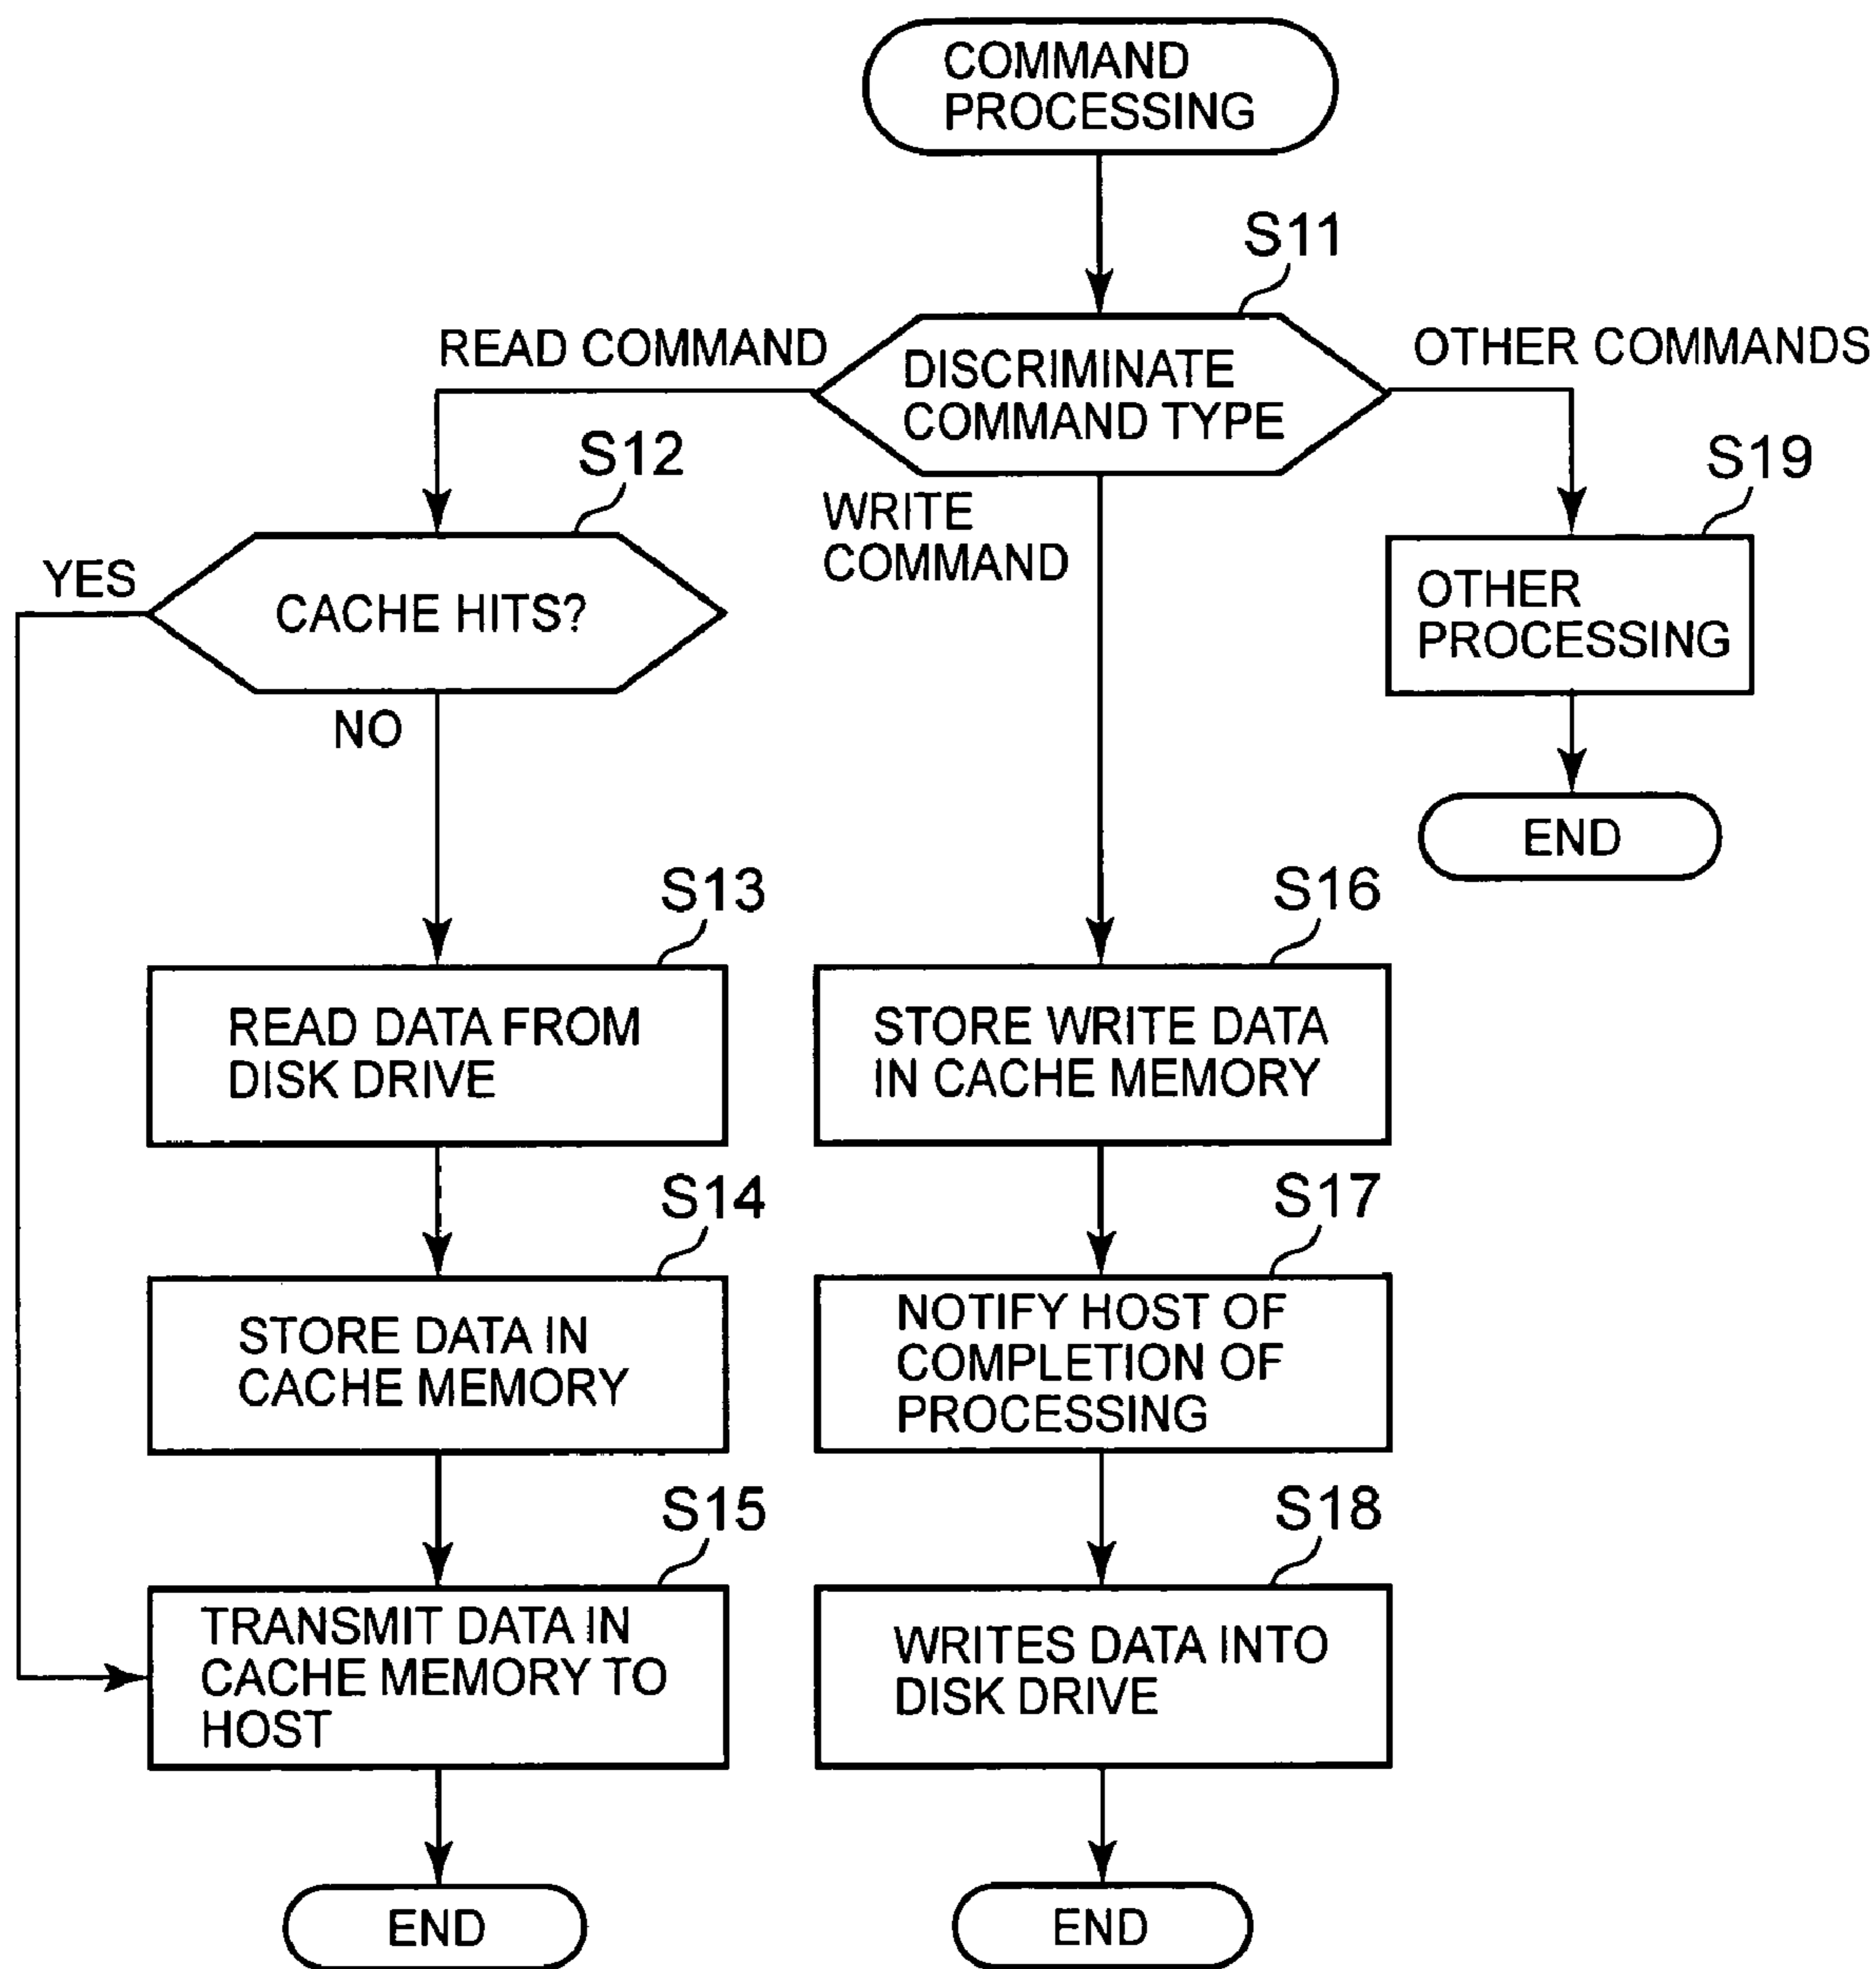 COMMAND
PROCESSING
S11
READ COMMAND
DISCRIMINATE
COMMAND TYPE
OTHER COMMANDS
S12
WRITE
COMMAND
S19
YES
CACHE HITS?
OTHER
PROCESSING
NO
END
S13
S16
READ DATA FROM
DISK DRIVE
STORE WRITE DATA
IN CACHE MEMORY
S14
S17
STORE DATA IN
CACHE MEMORY
NOTIFY HOST OF
COMPLETION OF
PROCESSING
S15
S18
TRANSMIT DATA IN
CACHE MEMORY TO
HOST
WRITES DATA INTO
DISK DRIVE
END
END